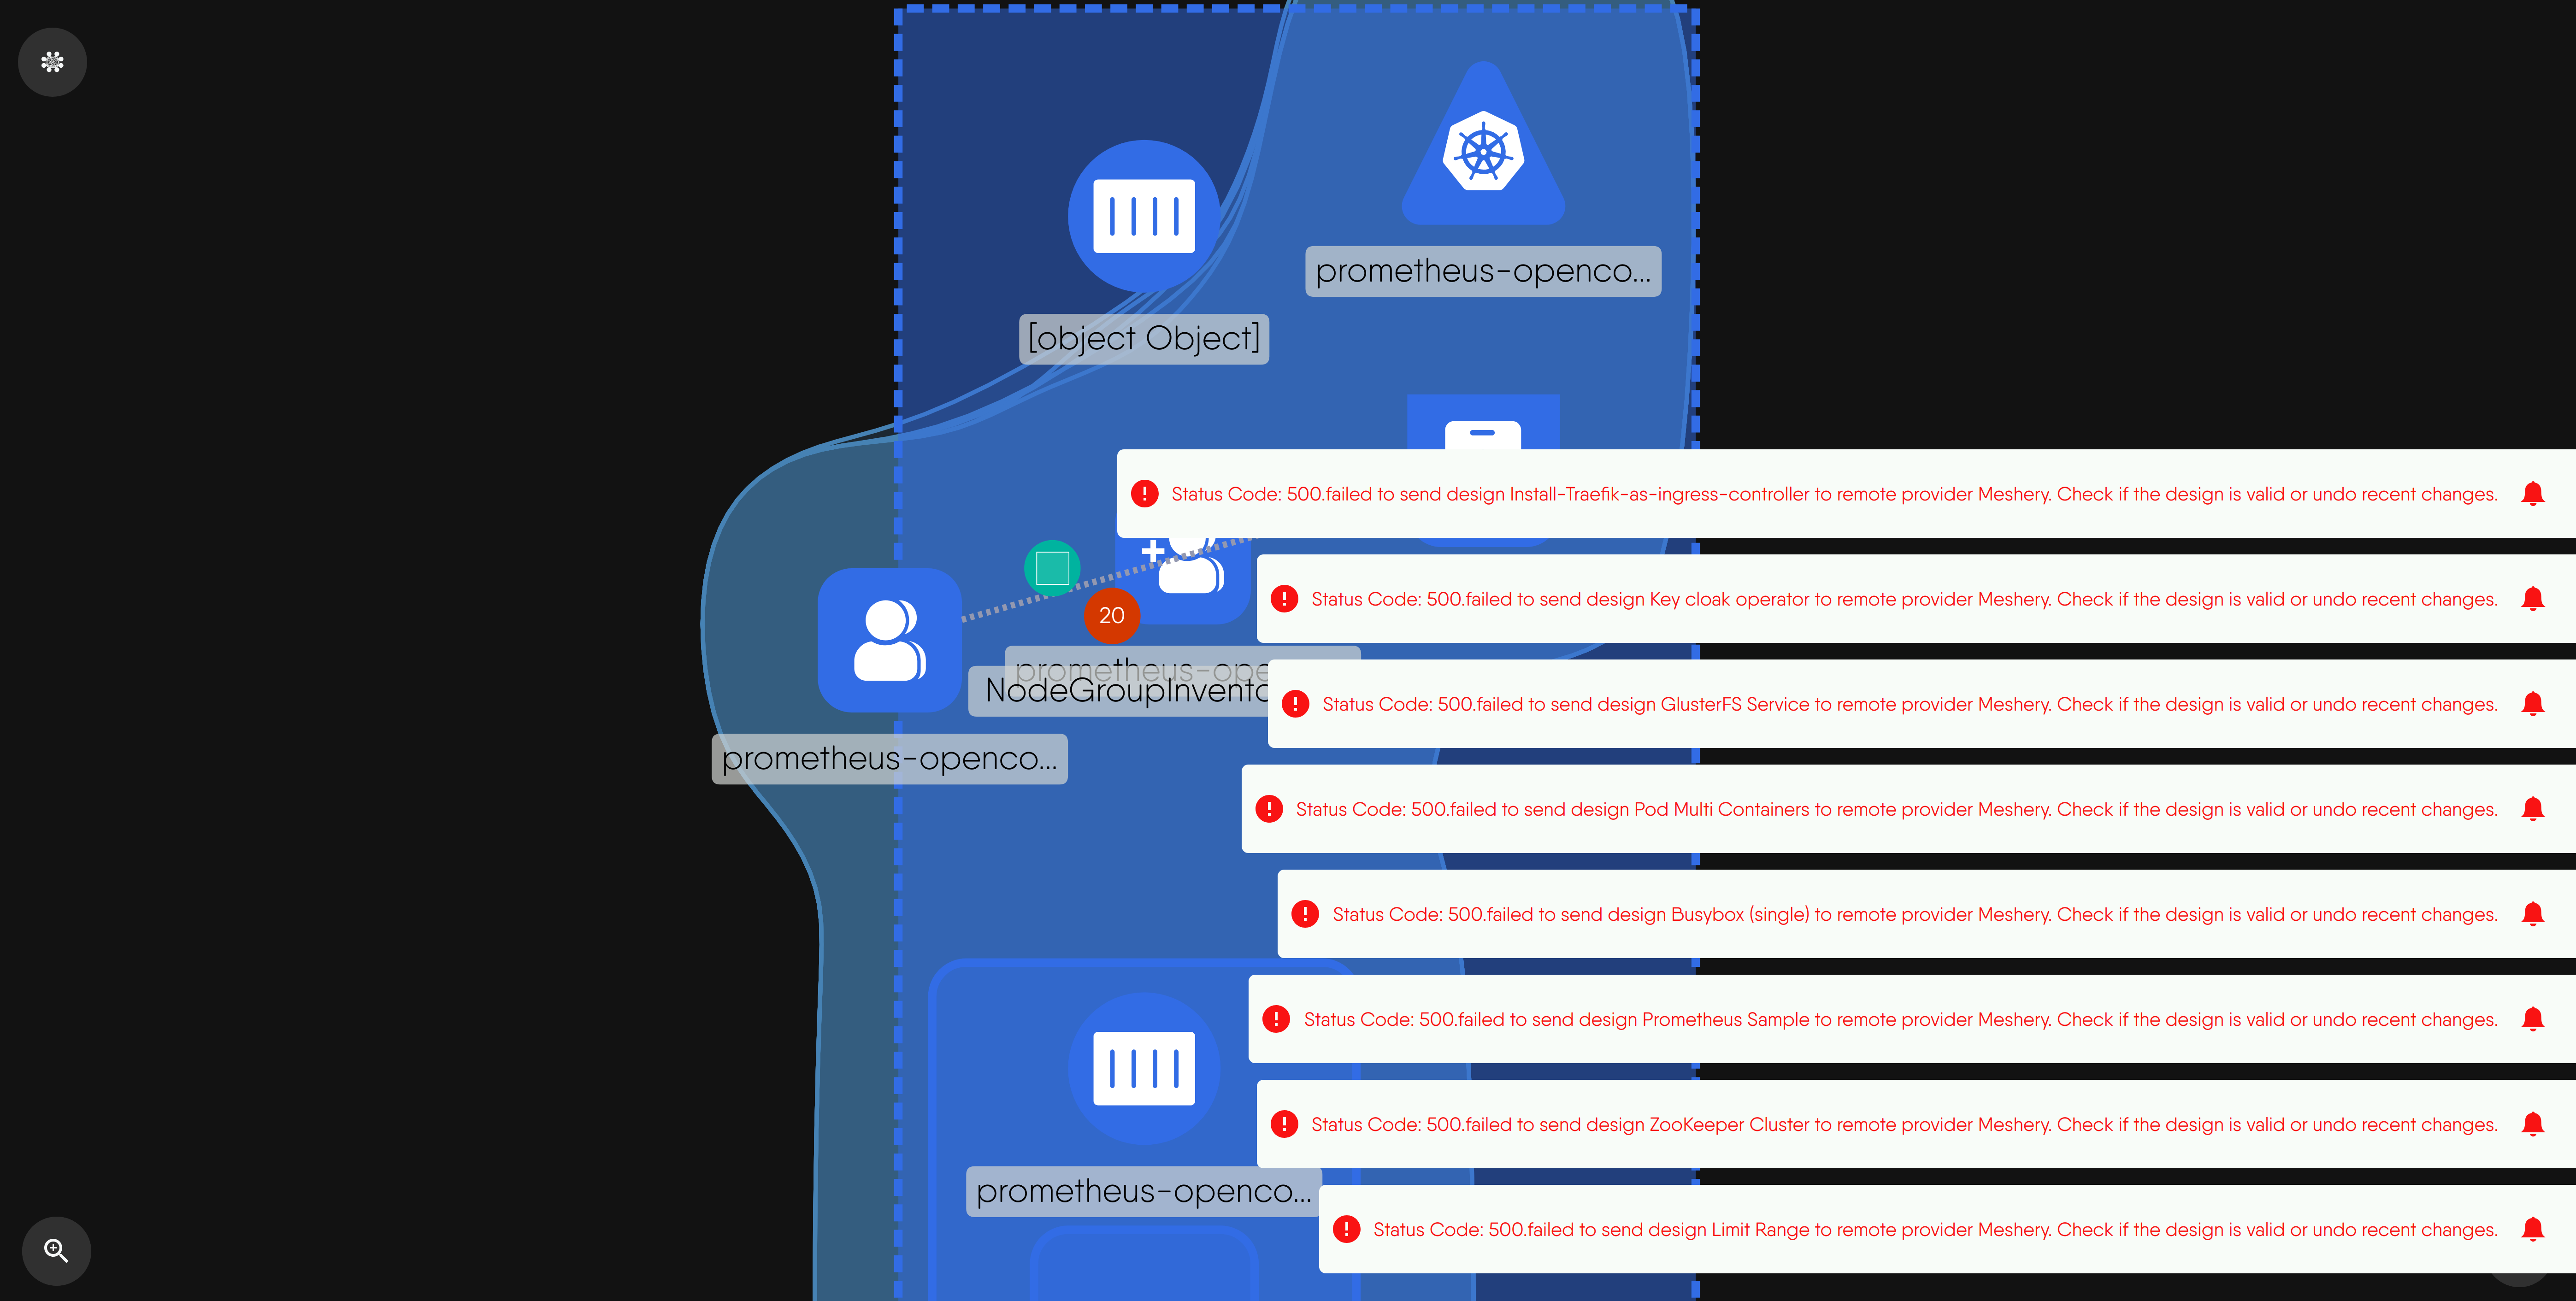 prometheus-openco...
[object Object]
Status Code: 500.failed to send design Install-Traefik-as-ingress-controller to remote provider Meshery. Check if the design is valid or undo recent changes.
Status Code: 500.failed to send design Key cloak operator to remote provider Meshery. Check if the design is valid or undo recent changes.
20
prometheus-ope
NodeGroupInvento
Status Code: 500.failed to send design GlusterFS Service to remote provider Meshery. Check if the design is valid or undo recent changes.
prometheus-openco...
Status Code: 500.failed to send design Pod Multi Containers to remote provider Meshery. Check if the design is valid or undo recent changes.
Status Code: 500.failed to send design Busybox (single) to remote provider Meshery. Check if the design is valid or undo recent changes.
Status Code: 500.failed to send design Prometheus Sample to remote provider Meshery. Check if the design is valid or undo recent changes.
Status Code: 500.failed to send design ZooKeeper Cluster to remote provider Meshery. Check if the design is valid or undo recent changes.
prometheus-openco...
Status Code: 500.failed to send design Limit Range to remote provider Meshery. Check if the design is valid or undo recent changes.